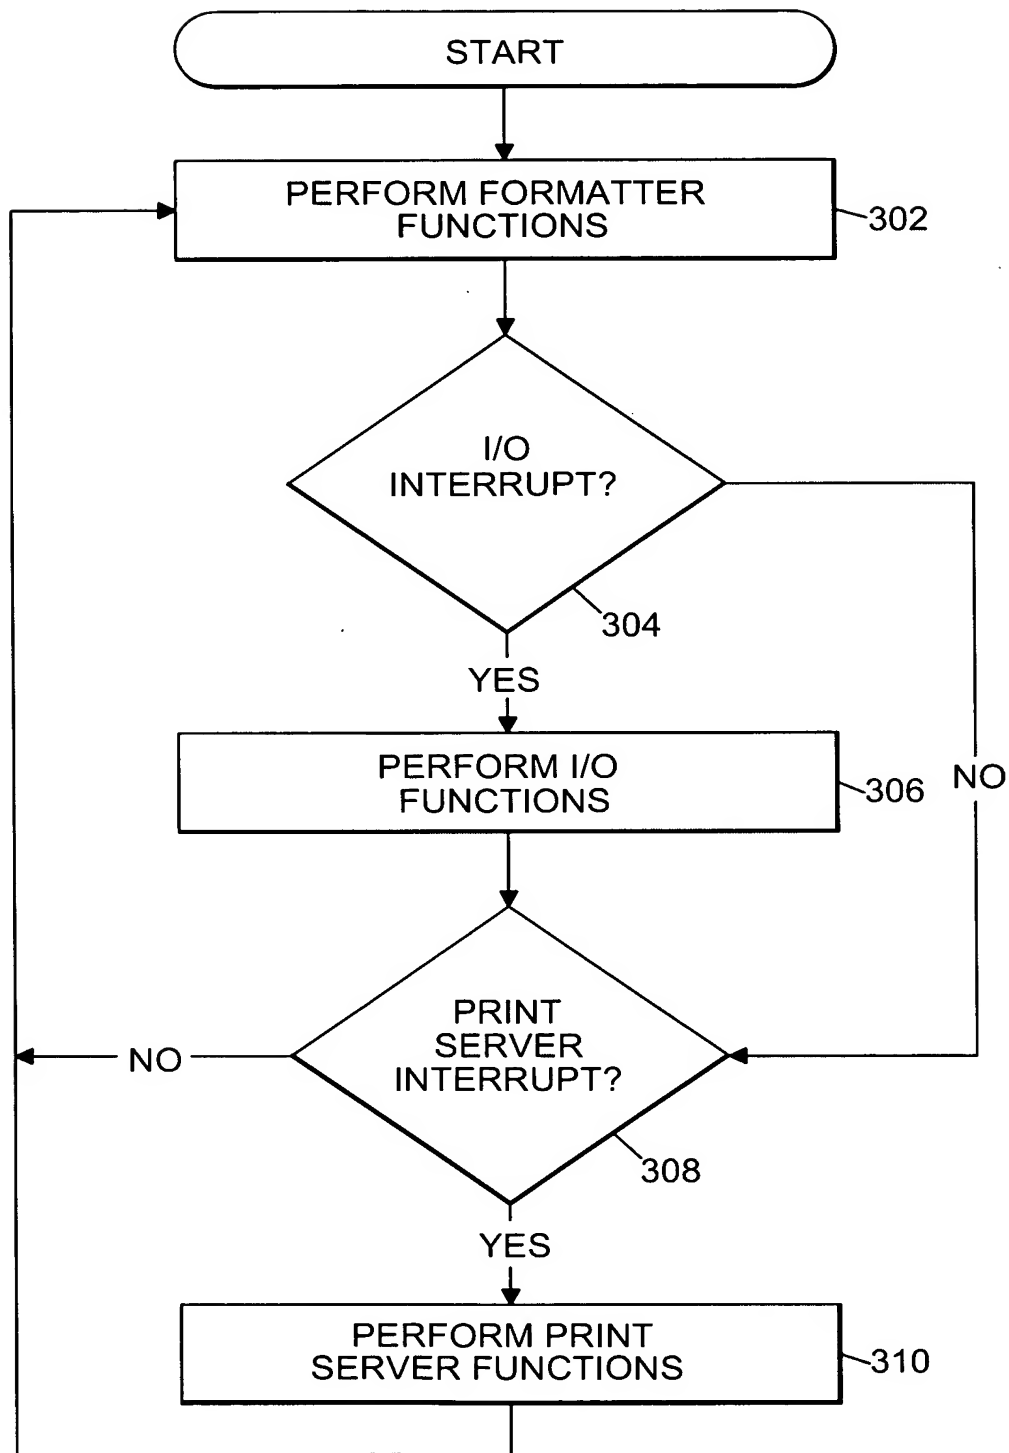 START
PERFORM FORMATTER
FUNCTIONS
302
I/O
INTERRUPT?
304
YES
PERFORM I/O
FUNCTIONS
306
NO
PRINT
SERVER
INTERRUPT?
NO
308
YES
PERFORM PRINT
SERVER FUNCTIONS
310